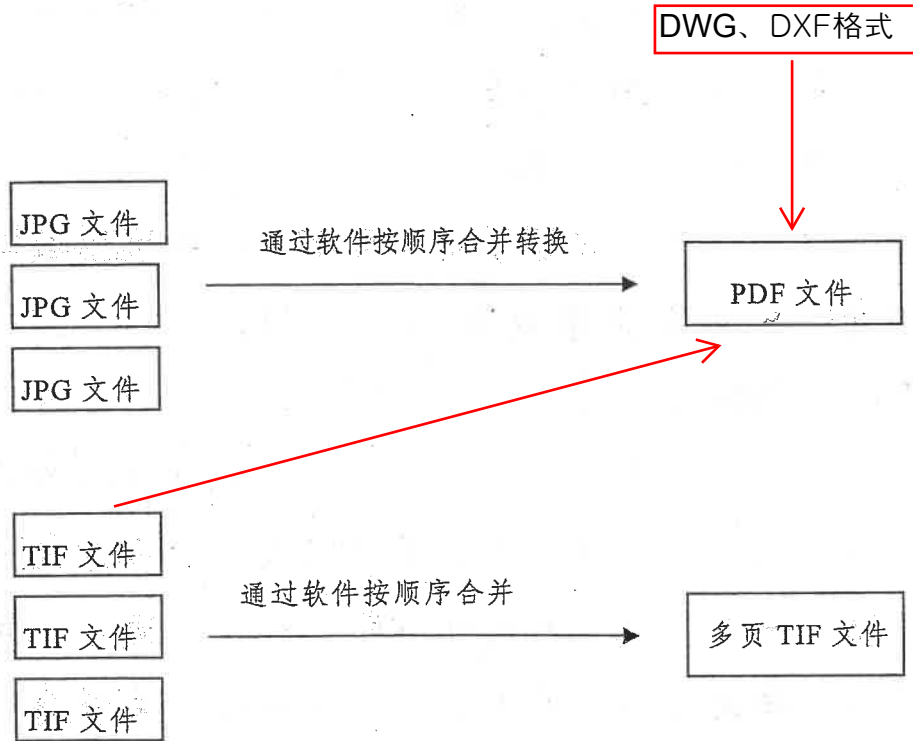 DWG、DXF格式
JPG 文件
通过软件按顺序合并转换
JPG 文件
PDF 文件
JPG 文件
TIF 文件
通过软件按顺序合并
TIF 文件
多页 TIF 文件
TIF 文件